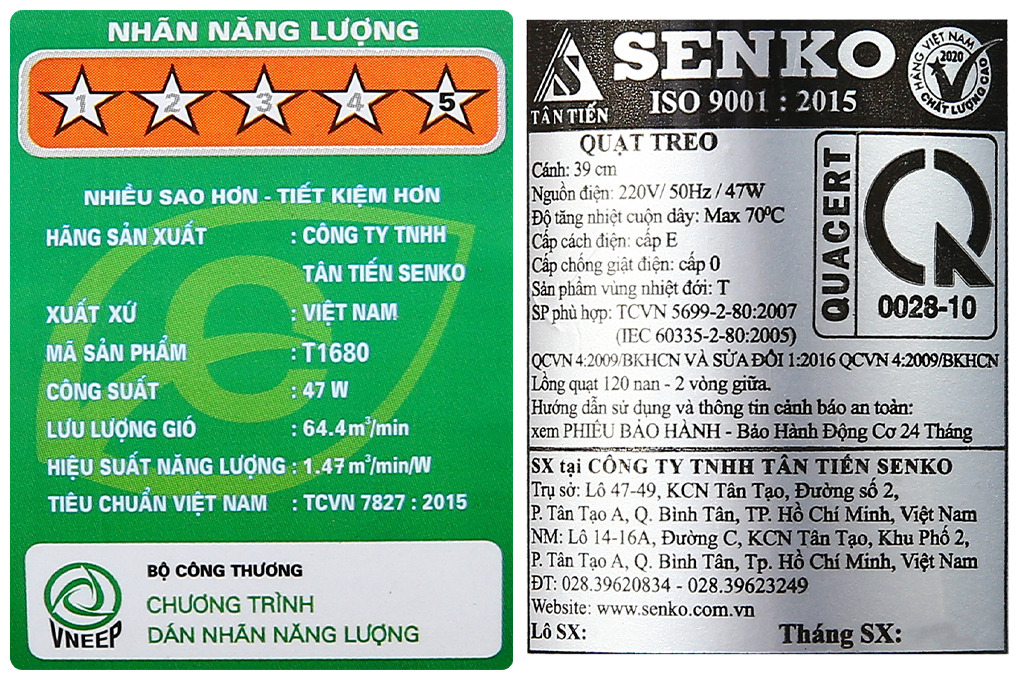 NHÃN NĂNG LƯỢNG
1 2 3 4 5
NHIỀU SAO HƠN - TIẾT KIỆM HƠN
HÃNG SẢN XUẤT : CÔNG TY TNHH
TÂN TIẾN SENKO
XUẤT XỨ : VIỆT NAM
MÃ SẢN PHẨM : T1680
CÔNG SUẤT : 47 W
LƯU LƯỢNG GIÓ : 64.4m³/min
HIỆU SUẤT NĂNG LƯỢNG : 1.47 m³/min/W
TIÊU CHUẨN VIỆT NAM : TCVN 7827 : 2015
VNEEP
BỘ CÔNG THƯƠNG
CHƯƠNG TRÌNH
DÁN NHÃN NĂNG LƯỢNG
TÂN TIẾN
SENKO
ISO 9001 : 2015
HÀNG VIỆT NAM
2020
CHẤT LƯỢNG CAO
QUẠT TREO
Cánh: 39 cm
Nguồn điện: 220V/ 50Hz / 47W
Độ tăng nhiệt cuộn dây: Max 70⁰C
Cấp cách điện: cấp E
Cấp chống giật điện: cấp 0
Sản phẩm vùng nhiệt đới: T
SP phù hợp: TCVN 5699-2-80:2007
(IEC 60335-2-80:2005)
QUACERT
0028-10
QCVN 4:2009/BKHCN VÀ SỬA ĐỔI 1:2016 QCVN 4:2009/BKHCN
Lồng quạt 120 nan - 2 vòng giữa.
Hướng dẫn sử dụng và thông tin cảnh báo an toàn:
xem PHIẾU BẢO HÀNH - Bảo Hành Động Cơ 24 Tháng
SX tại CÔNG TY TNHH TÂN TIẾN SENKO
Trụ sở: Lô 47-49, KCN Tân Tạo, Đường số 2,
P. Tân Tạo A, Q. Bình Tân, TP. Hồ Chí Minh, Việt Nam
NM: Lô 14-16A, Đường C, KCN Tân Tạo, Khu Phố 2,
P. Tân Tạo A, Q. Bình Tân, Tp. Hồ Chí Minh, Việt Nam
ĐT: 028.39620834 - 028.39623249
Website: www.senko.com.vn
Lô SX: Tháng SX: